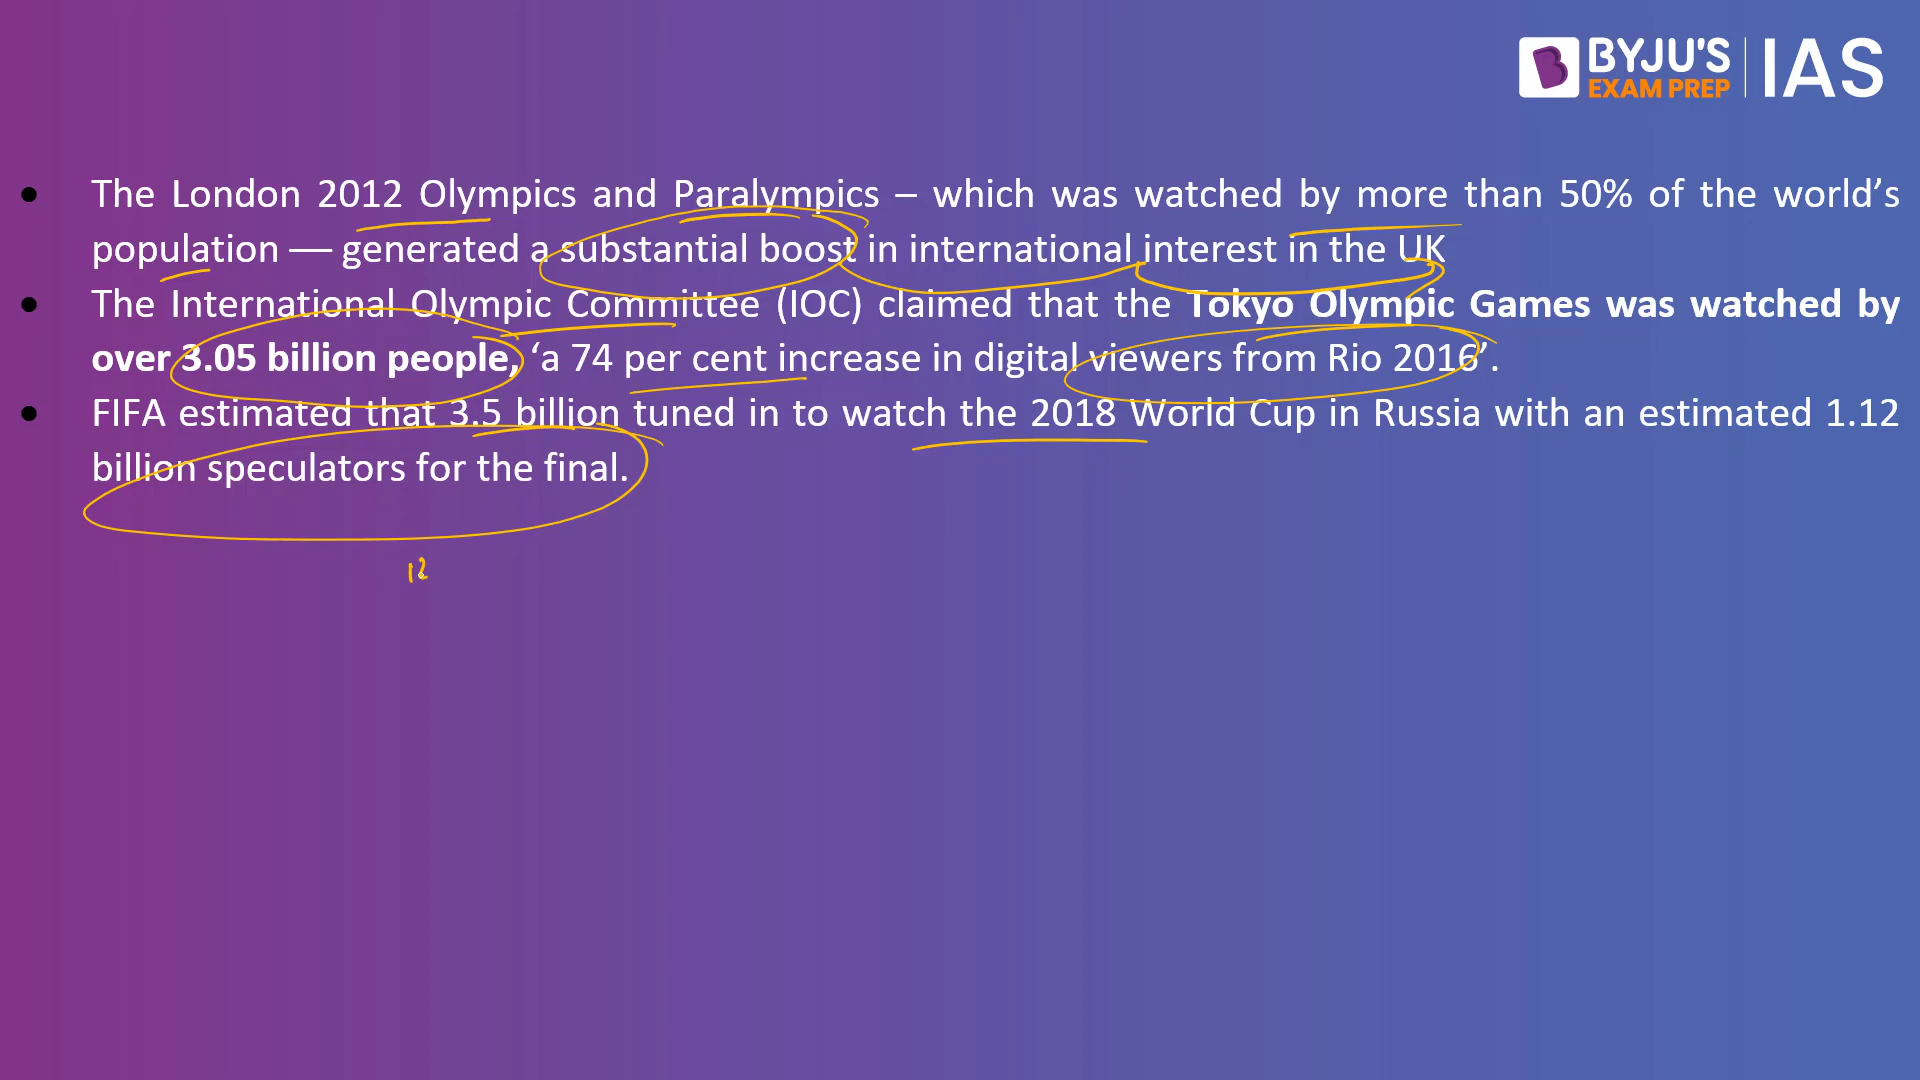 BYJU'S
EXAM PREP
IAS
The London 2012 Olympics and Paralympics – which was watched by more than 50% of the world’s
population — generated a substantial boost in international interest in the UK
The International Olympic Committee (IOC) claimed that the Tokyo Olympic Games was watched by
over 3.05 billion people, ‘a 74 per cent increase in digital viewers from Rio 2016’.
FIFA estimated that 3.5 billion tuned in to watch the 2018 World Cup in Russia with an estimated 1.12
billion speculators for the final.
12